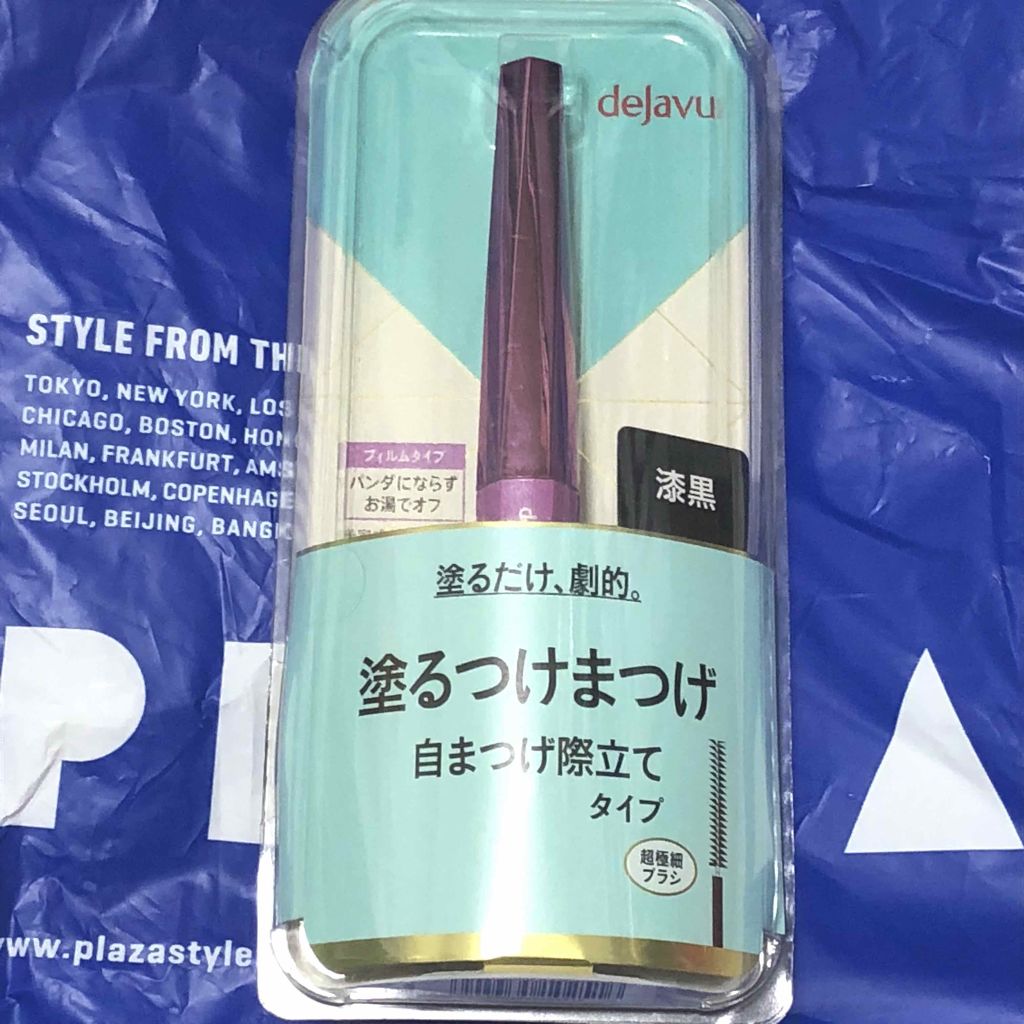 dejavu
STYLE FROM TH
TOKYO, NEW YORK, LOS
CHICAGO, BOSTON, HON
MILAN, FRANKFURT, AMS
STOCKHOLM, COPENHAGE
SEOUL, BEIJING, BANGK
フィルムタイプ
パンダにならず
お湯でオフ
漆黒
塗るだけ、劇的。
塗るつけまつげ
自まつげ際立て
タイプ
超極細
ブラシ
P A
www.plazastyle